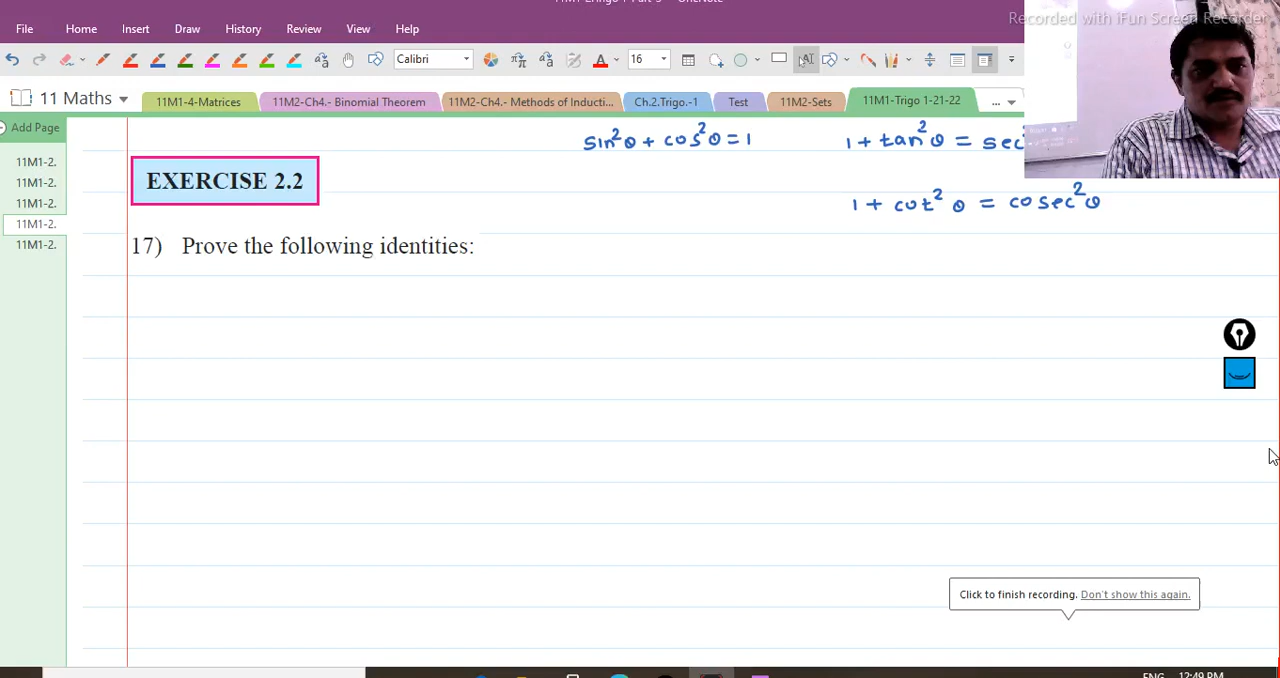 Recorded with iFun Screen Recorder
File Home Insert Draw History Review View Help
Calibri 16
11 Maths 11M1-4-Matrices 11M2-Ch4.- Binomial Theorem 11M2-Ch4.- Methods of Inducti... Ch.2.Trigo.-1 Test 11M2-Sets 11M1-Trigo 1-21-22 ...
Add Page
11M1-2.
11M1-2.
11M1-2.
11M1-2.
11M1-2.
sin²θ + cos²θ = 1 1 + tan²θ = sec
EXERCISE 2.2
1 + cot²θ = cosec²θ
17) Prove the following identities:
Click to finish recording. Don't show this again.
ENG 12:49 PM